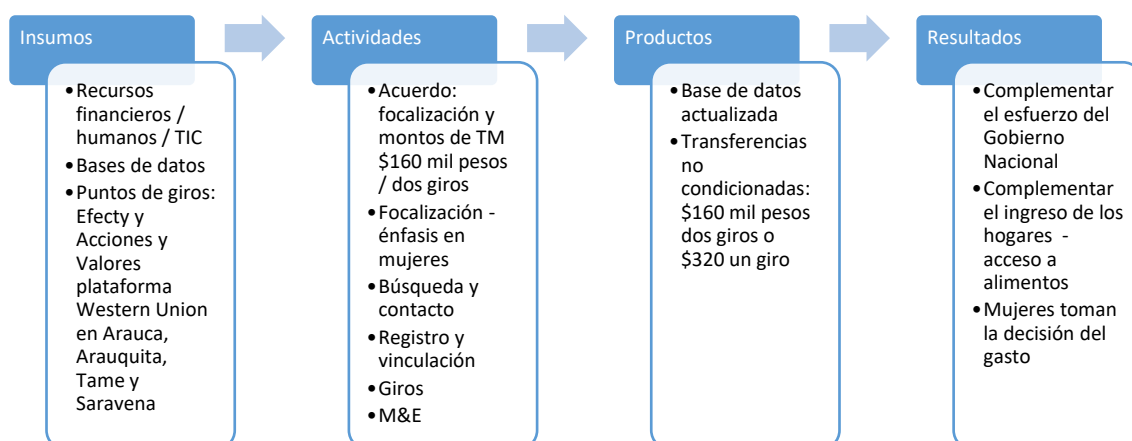 Insumos
•Recursos
financieros /
humanos / TIC
•Bases de datos
•Puntos de giros:
Efecty y
Acciones y
Valores
plataforma
Western Union
en Arauca,
Arauquita,
Tame y
Saravena
Actividades
•Acuerdo:
focalización y
montos de TM
$160 mil pesos
/ dos giros
•Focalización -
énfasis en
mujeres
•Búsqueda y
contacto
•Registro y
vinculación
•Giros
•M&E
Productos
•Base de datos
actualizada
•Transferencias
no
condicionadas:
$160 mil pesos
dos giros o
$320 un giro
Resultados
•Complementar
el esfuerzo del
Gobierno
Nacional
•Complementar
el ingreso de los
hogares -
acceso a
alimentos
•Mujeres toman
la decisión del
gasto